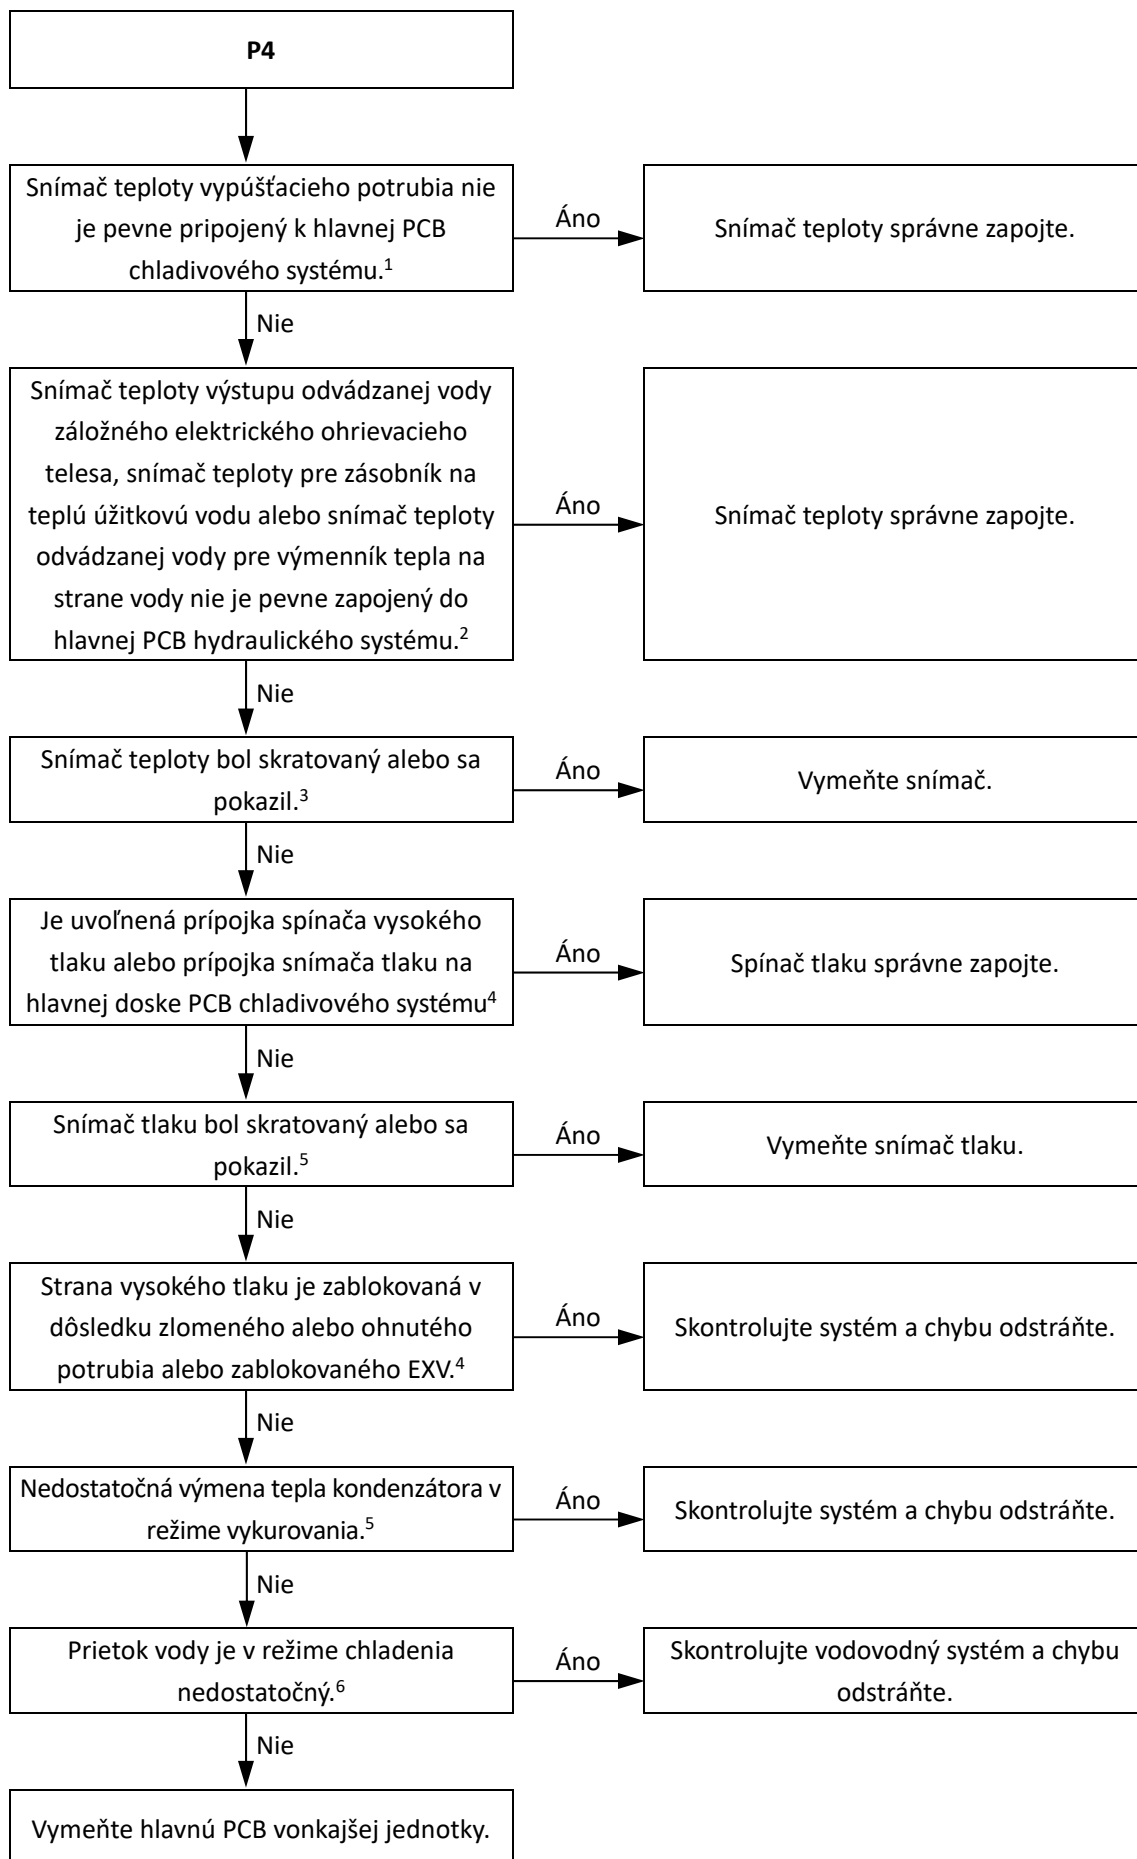 P4
Snímač teploty vypúšťacieho potrubia nie
je pevne pripojený k hlavnej PCB
chladivového systému.¹
Áno
Snímač teploty správne zapojte.
Nie
Snímač teploty výstupu odvádzanej vody
záložného elektrického ohrievacieho
telesa, snímač teploty pre zásobník na
teplú úžitkovú vodu alebo snímač teploty
odvádzanej vody pre výmenník tepla na
strane vody nie je pevne zapojený do
hlavnej PCB hydraulického systému.²
Áno
Snímač teploty správne zapojte.
Nie
Snímač teploty bol skratovaný alebo sa
pokazil.³
Áno
Vymeňte snímač.
Nie
Je uvoľnená prípojka spínača vysokého
tlaku alebo prípojka snímača tlaku na
hlavnej doske PCB chladivového systému⁴
Áno
Spínač tlaku správne zapojte.
Nie
Snímač tlaku bol skratovaný alebo sa
pokazil.⁵
Áno
Vymeňte snímač tlaku.
Nie
Strana vysokého tlaku je zablokovaná v
dôsledku zlomeného alebo ohnutého
potrubia alebo zablokovaného EXV.⁴
Áno
Skontrolujte systém a chybu odstráňte.
Nie
Nedostatočná výmena tepla kondenzátora v
režime vykurovania.⁵
Áno
Skontrolujte systém a chybu odstráňte.
Nie
Prietok vody je v režime chladenia
nedostatočný.⁶
Áno
Skontrolujte vodovodný systém a chybu
odstráňte.
Nie
Vymeňte hlavnú PCB vonkajšej jednotky.